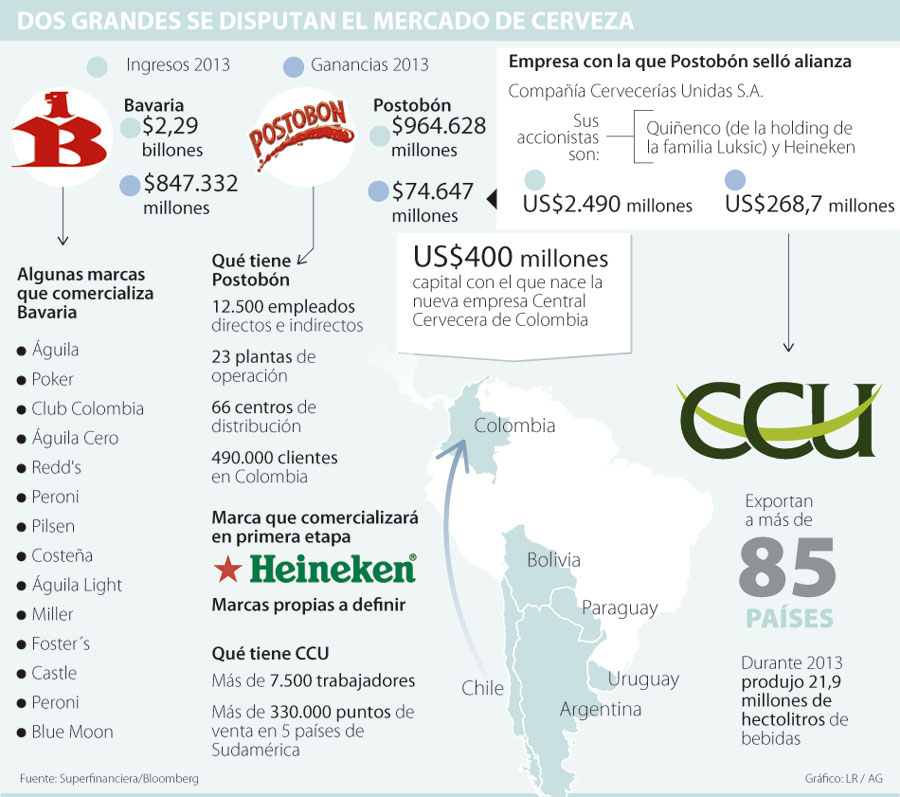 DOS GRANDES SE DISPUTAN EL MERCADO DE CERVEZA
Ingresos 2013
Ganancias 2013
B
Bavaria
$2,29
billones
$847.332
millones
POSTOBON
Postobón
$964.628
millones
$74.647
millones
Empresa con la que Postobón selló alianza
Compañía Cervecerías Unidas S.A.
Sus
accionistas
son:
Quiñenco (de la holding de
la familia Luksic) y Heineken
US$2.490 millones
US$268,7 millones
US$400 millones
capital con el que nace la
nueva empresa Central
Cervecera de Colombia
Algunas marcas
que comercializa
Bavaria
Águila
Poker
Club Colombia
Águila Cero
Redd's
Peroni
Pilsen
Costeña
Águila Light
Miller
Foster´s
Castle
Peroni
Blue Moon
Qué tiene
Postobón
12.500 empleados
directos e indirectos
23 plantas de
operación
66 centros de
distribución
490.000 clientes
en Colombia
Marca que comercializará
en primera etapa
Heineken®
Marcas propias a definir
Qué tiene CCU
Más de 7.500 trabajadores
Más de 330.000 puntos de
venta en 5 países de
Sudamérica
Colombia
Bolivia
Paraguay
Uruguay
Chile
Argentina
CCU
Exportan
a más de
85
PAÍSES
Durante 2013
produjo 21,9
millones de
hectolitros de
bebidas
Fuente: Superfinanciera/Bloomberg
Gráfico: LR / AG